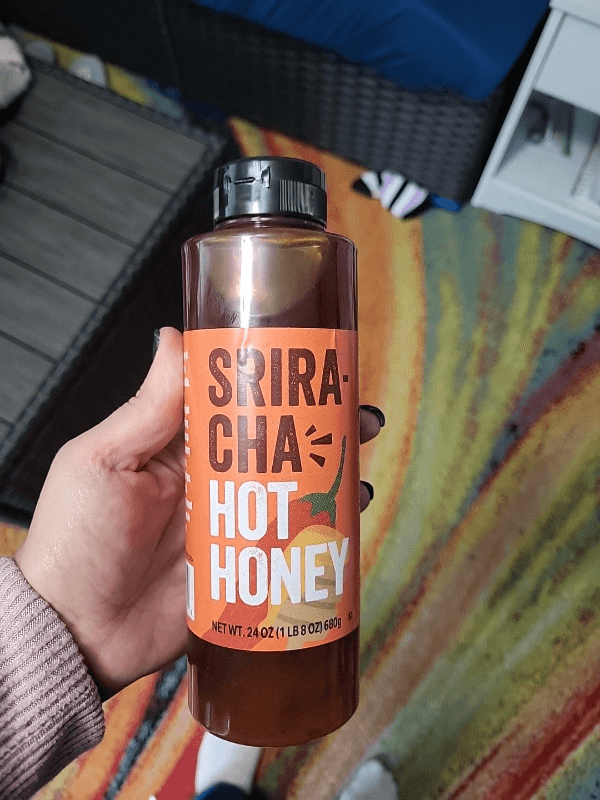 SRIRA-
CHA
HOT
HONEY
NET WT. 24 OZ (1 LB 8 OZ) 680g